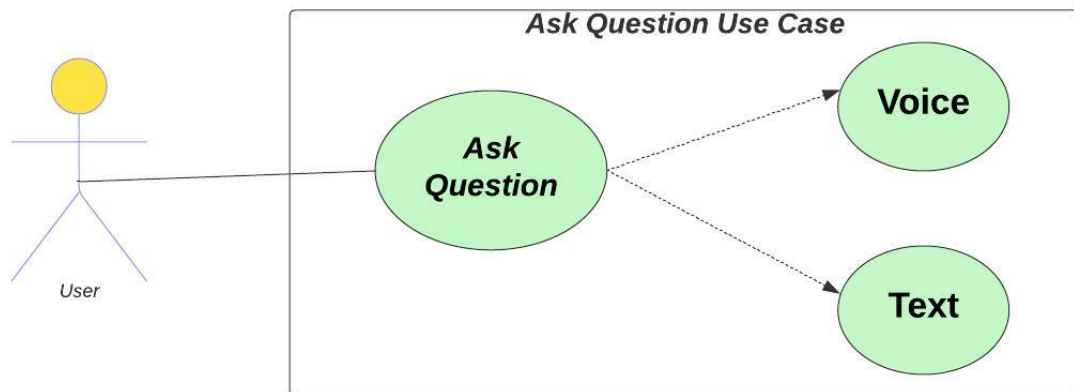 Ask Question Use Case
Voice
Ask
Question
User
Text